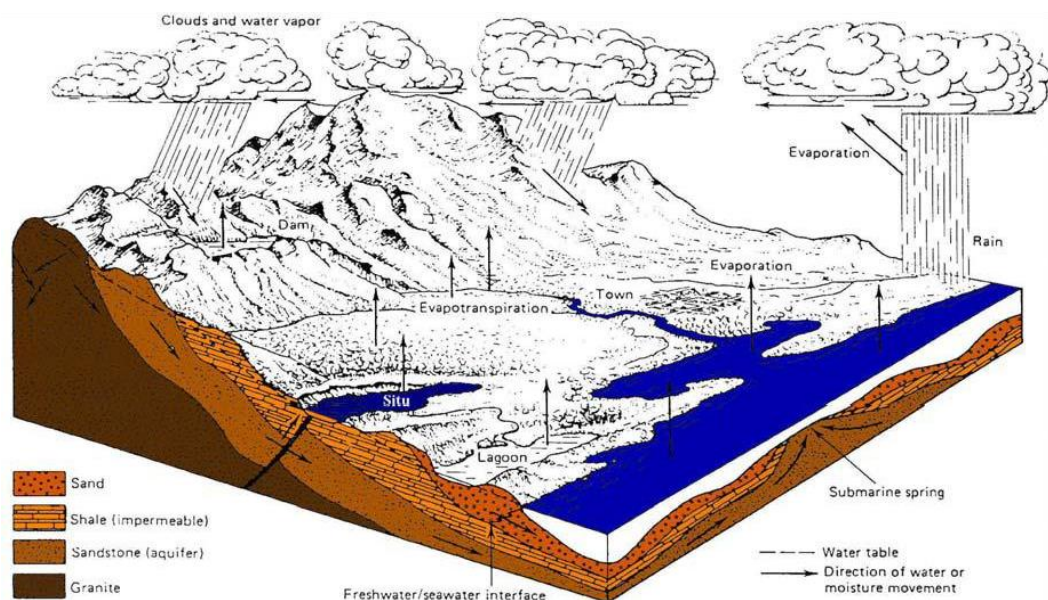 Clouds and water vapor
Evaporation
Rain
Dam
Evaporation
Town
Evapotranspiration
Situ
Lagoon
Submarine spring
Sand
Shale (impermeable)
Sandstone (aquifer)
Granite
Freshwater/seawater interface
Water table
Direction of water or
moisture movement